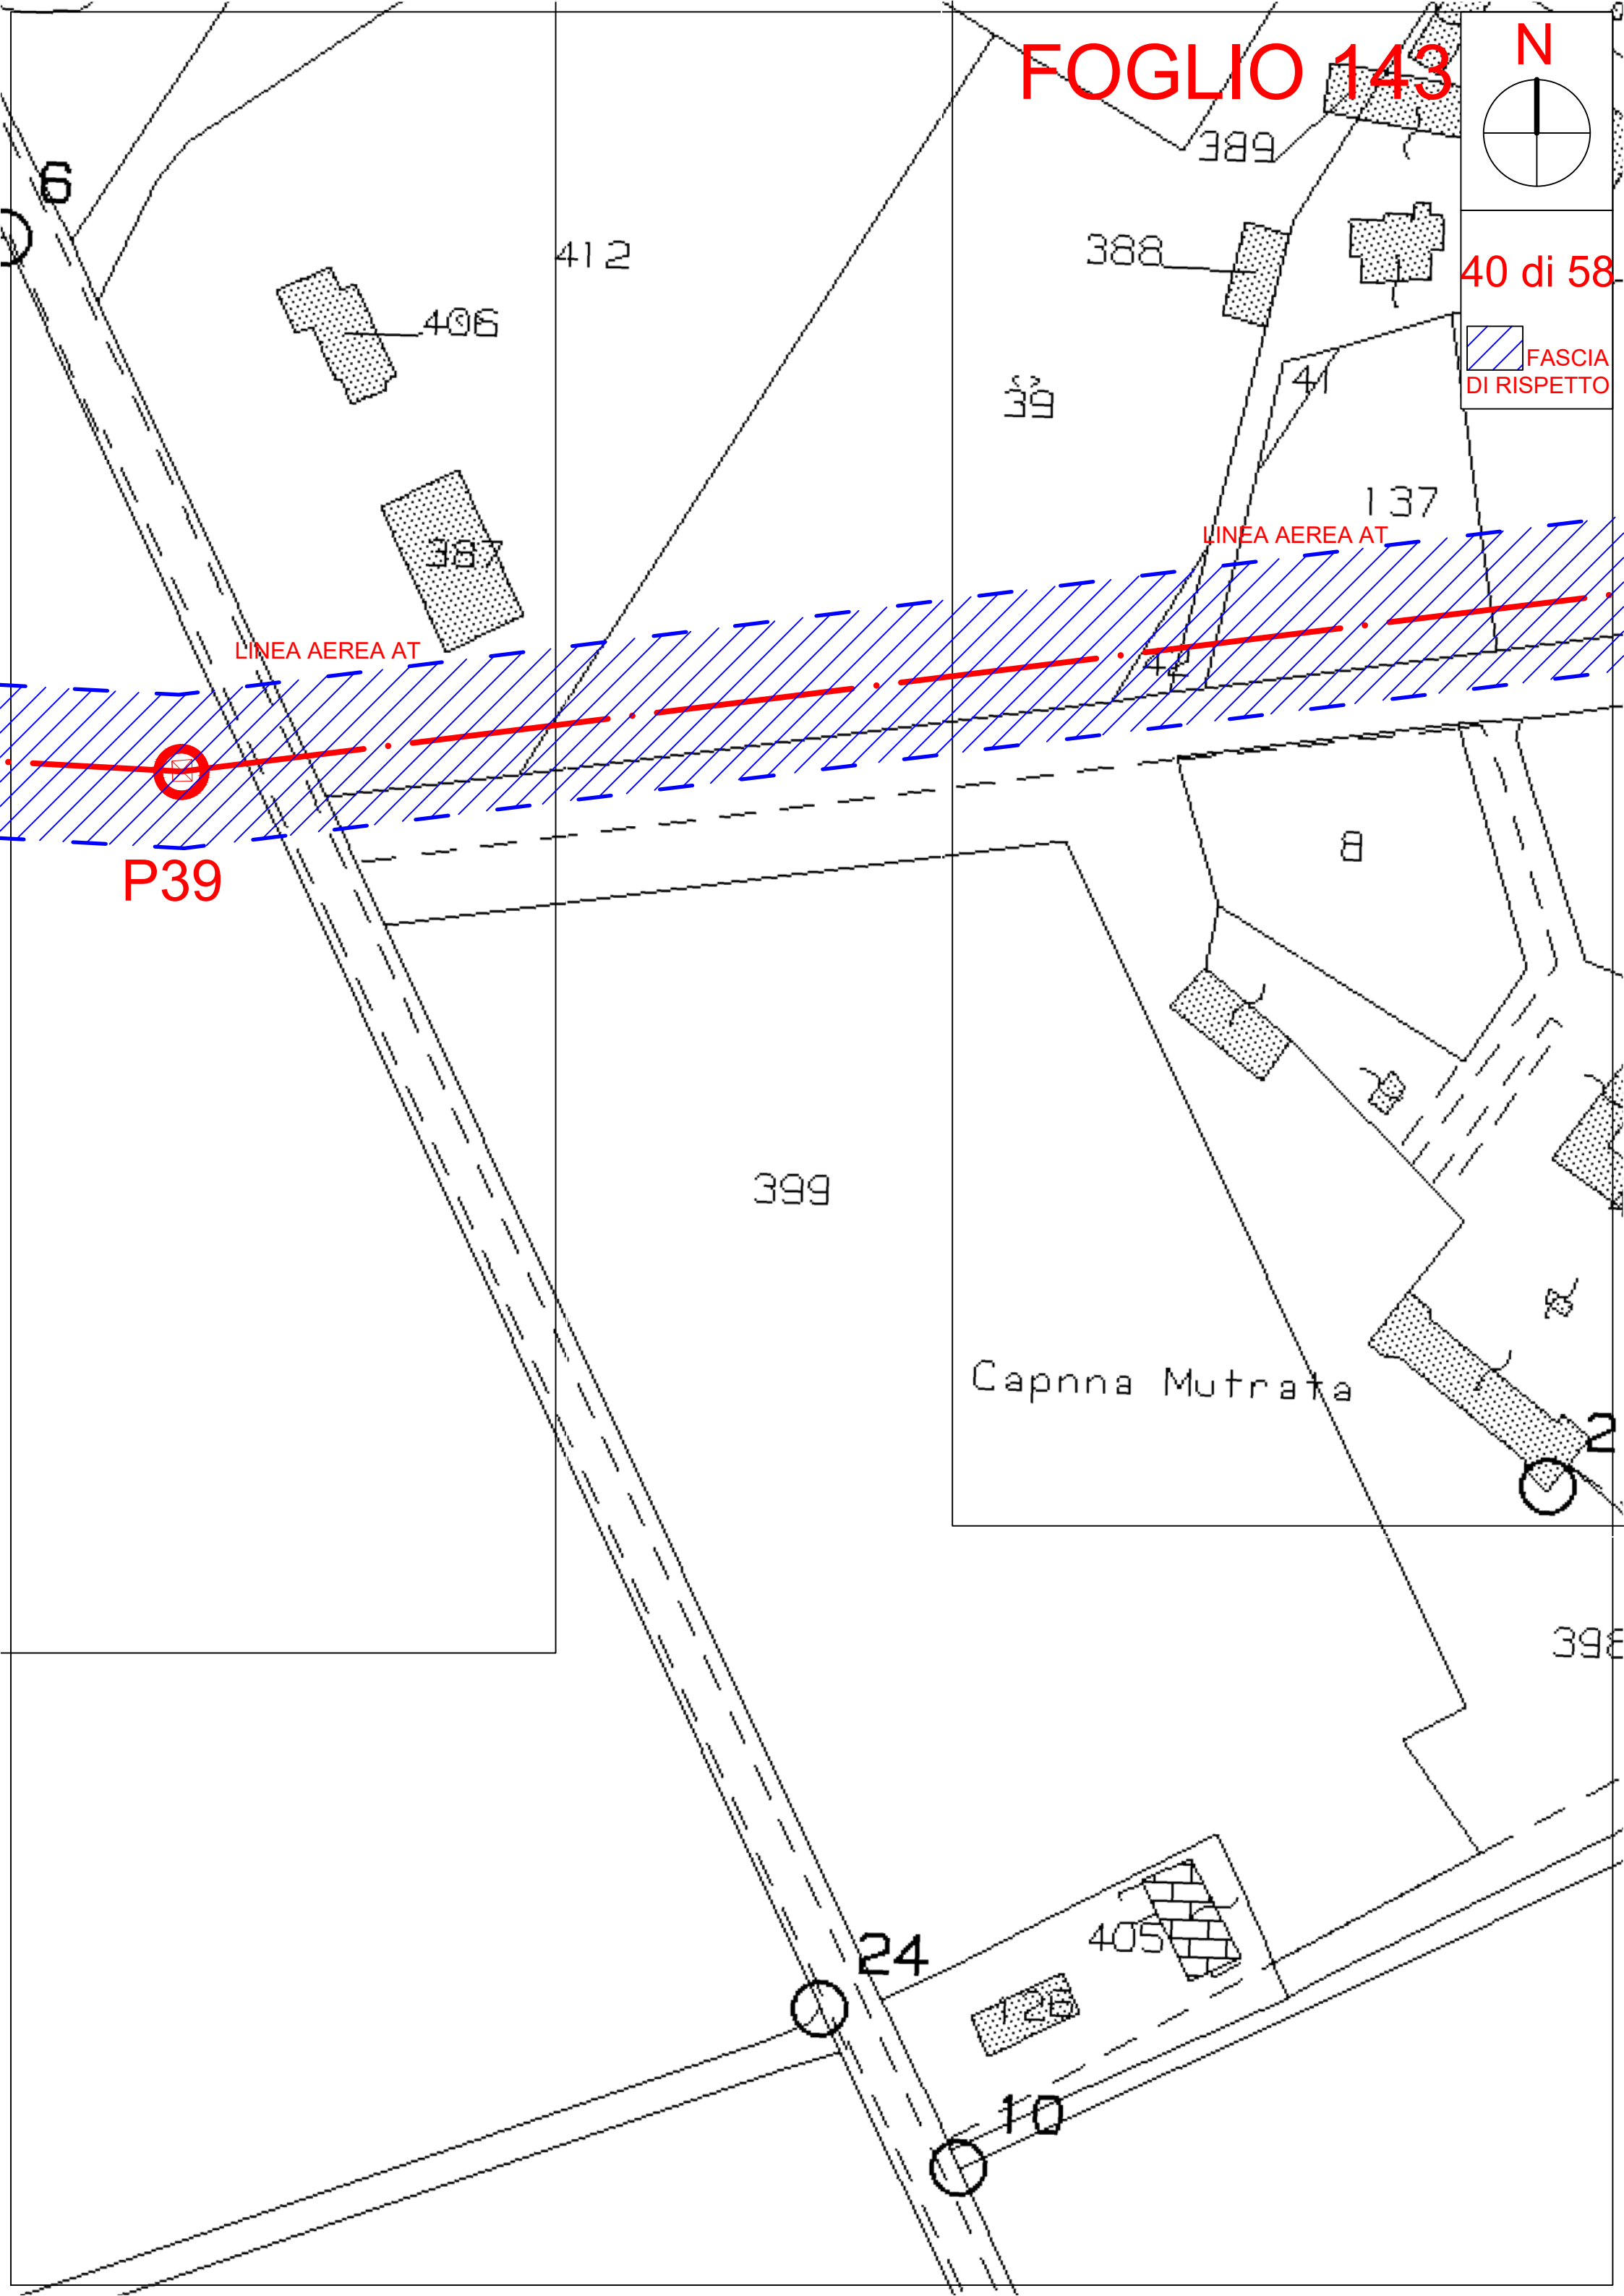 FOGLIO 143
N
389
6
412
388
40 di 58
406
FASCIA
DI RISPETTO
41
39
137
LINEA AEREA AT
387
LINEA AEREA AT
42
8
P39
399
Capnna Mutrata
2
398
405
24
126
10